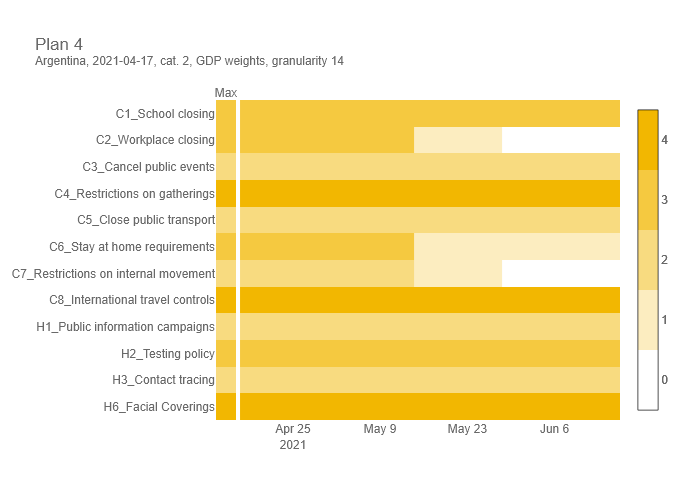 Plan 4
Argentina, 2021-04-17, cat. 2, GDP weights, granularity 14
Max
C1_School closing
C2_Workplace closing
C3_Cancel public events
C4_Restrictions on gatherings
C5_Close public transport
C6_Stay at home requirements
C7_Restrictions on internal movement
C8_International travel controls
H1_Public information campaigns
H2_Testing policy
H3_Contact tracing
H6_Facial Coverings
Apr 25 May 9 May 23 Jun 6
2021
4
3
2
1
0